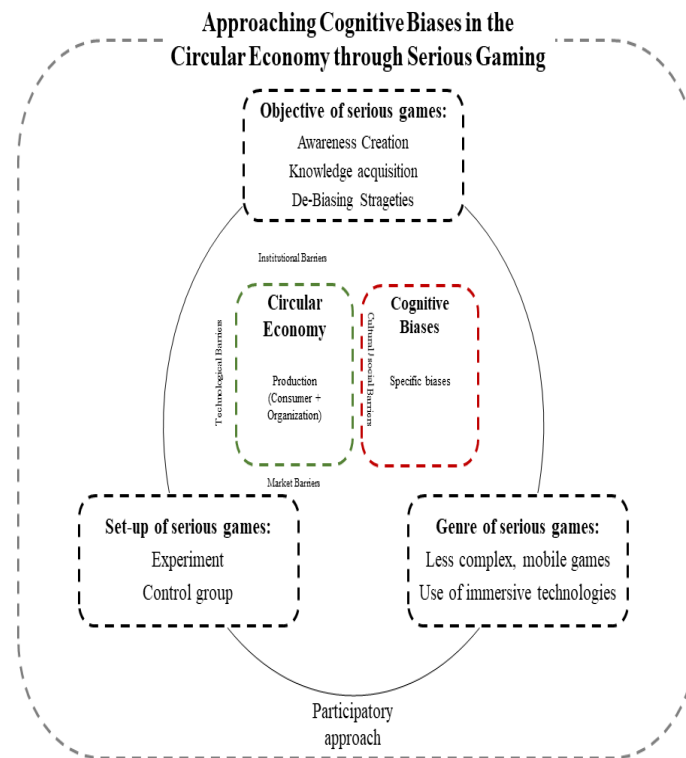 Approaching Cognitive Biases in the
Circular Economy through Serious Gaming
Objective of serious games:
Awareness Creation
Knowledge acquisition
De-Biasing Strageties
Institutional Barriers
Technological Barriers
Circular
Economy
Production
(Consumer +
Organization)
Cultural / social Barriers
Cognitive
Biases
Specific biases
Market Barriers
Set-up of serious games:
Experiment
Control group
Genre of serious games:
Less complex, mobile games
Use of immersive technologies
Participatory
approach